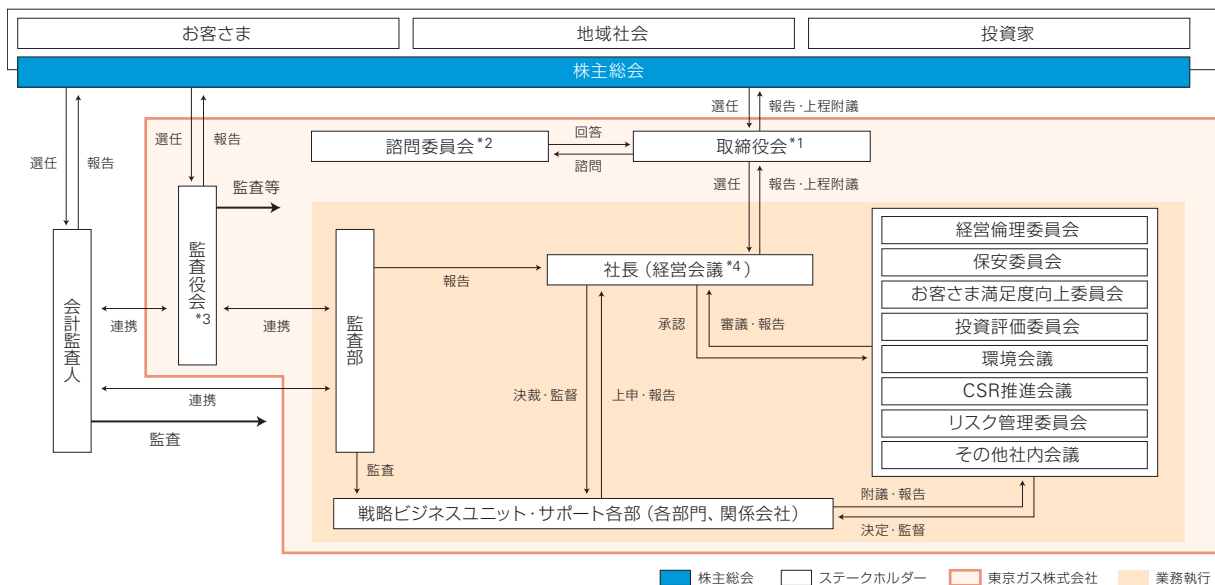 お客さま
地域社会
投資家
株主総会
選任
報告
選任
報告
選任
報告・上程附議
諮問委員会*2
回答
諮問
取締役会*1
選任
報告・上程附議
監査等
監査役会*3
会計監査人
連携
連携
連携
監査
監査部
報告
社長（経営会議*4）
承認
審議・報告
決裁・監督
上申・報告
監査
経営倫理委員会
保安委員会
お客さま満足度向上委員会
投資評価委員会
環境会議
CSR推進会議
リスク管理委員会
その他社内会議
戦略ビジネスユニット・サポート各部（各部門、関係会社）
附議・報告
決定・監督
株主総会
ステークホルダー
東京ガス株式会社
業務執行